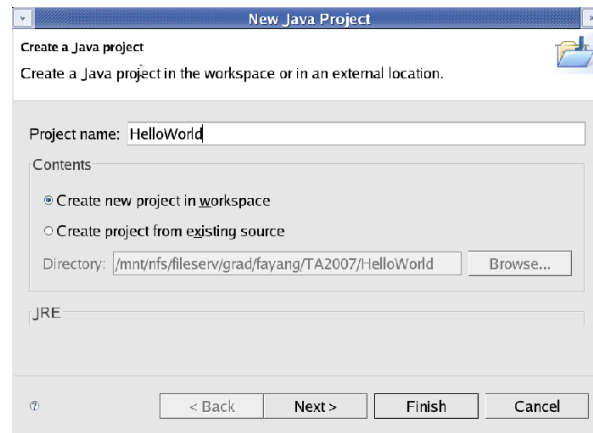 New Java Project
Create a Java project
Create a Java project in the workspace or in an external location.
Project name: HelloWorld
Contents
Create new project in workspace
Create project from existing source
Directory: /mnt/nfs/fileserv/grad/fayang/TA2007/HelloWorld Browse...
JRE
< Back Next > Finish Cancel